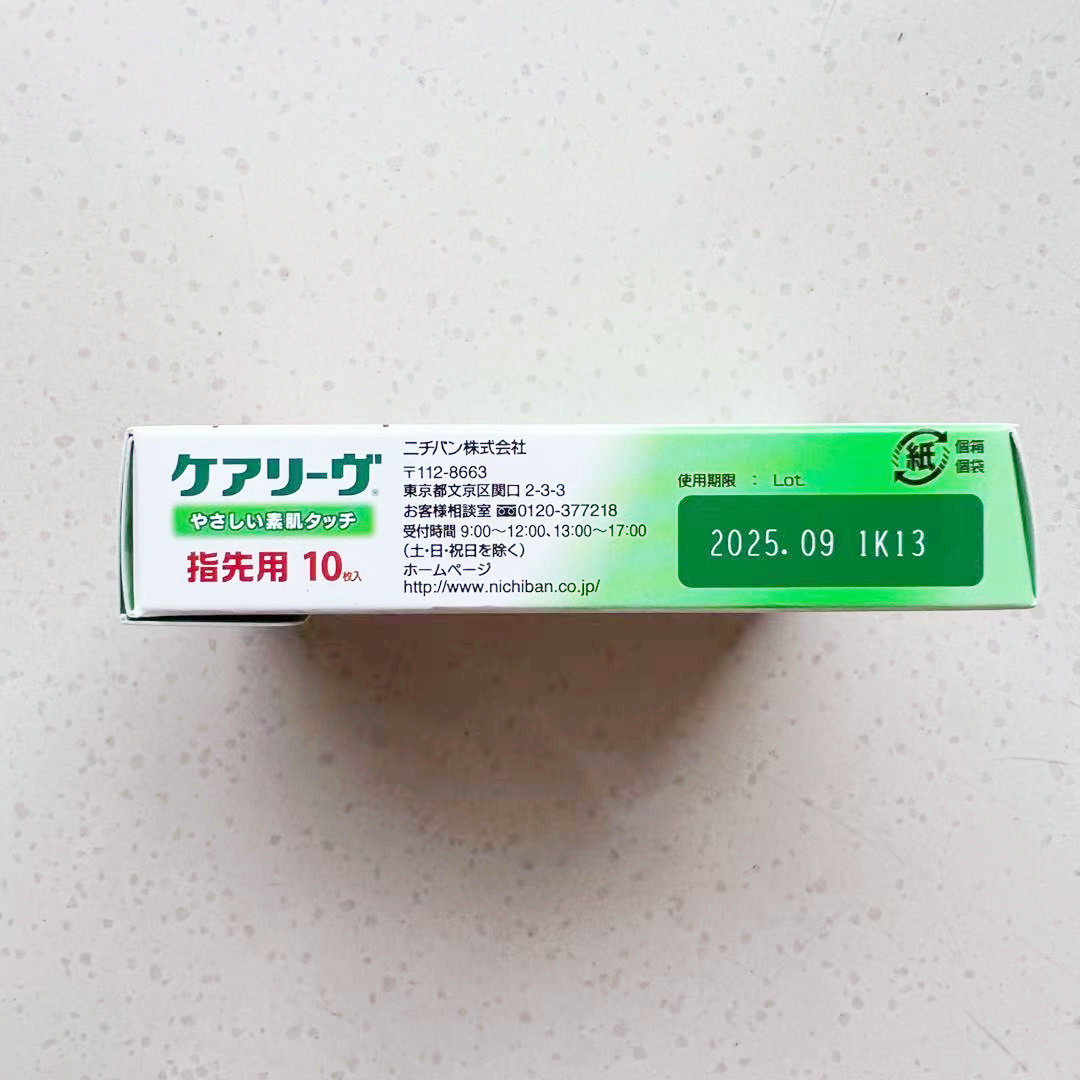 ケアリーヴ®
やさしい素肌タッチ
指先用 10枚入
ニチバン株式会社
〒112-8663
東京都文京区関口 2-3-3
お客様相談室 0120-377218
受付時間 9:00～12:00、13:00～17:00
(土・日・祝日を除く)
ホームページ
http://www.nichiban.co.jp/
使用期限 : Lot.
2025.09 1K13
紙
個箱
個袋